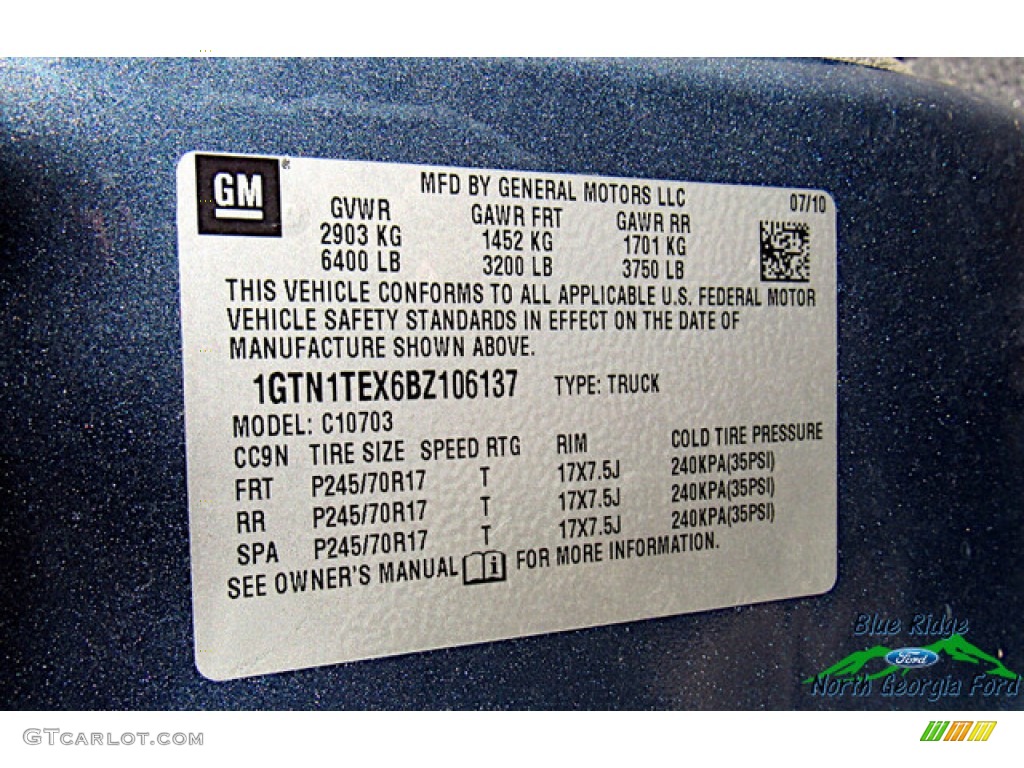 GM® MFD BY GENERAL MOTORS LLC 07/10
GVWR GAWR FRT GAWR RR
2903 KG 1452 KG 1701 KG
6400 LB 3200 LB 3750 LB
THIS VEHICLE CONFORMS TO ALL APPLICABLE U.S. FEDERAL MOTOR
VEHICLE SAFETY STANDARDS IN EFFECT ON THE DATE OF
MANUFACTURE SHOWN ABOVE.
1GTN1TEX6BZ106137 TYPE: TRUCK
MODEL: C10703
CC9N TIRE SIZE SPEED RTG RIM COLD TIRE PRESSURE
FRT P245/70R17 T 17X7.5J 240KPA(35PSI)
RR P245/70R17 T 17X7.5J 240KPA(35PSI)
SPA P245/70R17 T 17X7.5J 240KPA(35PSI)
SEE OWNER'S MANUAL i FOR MORE INFORMATION.
Blue Ridge
Ford
North Georgia Ford
GTCARLOT.COM